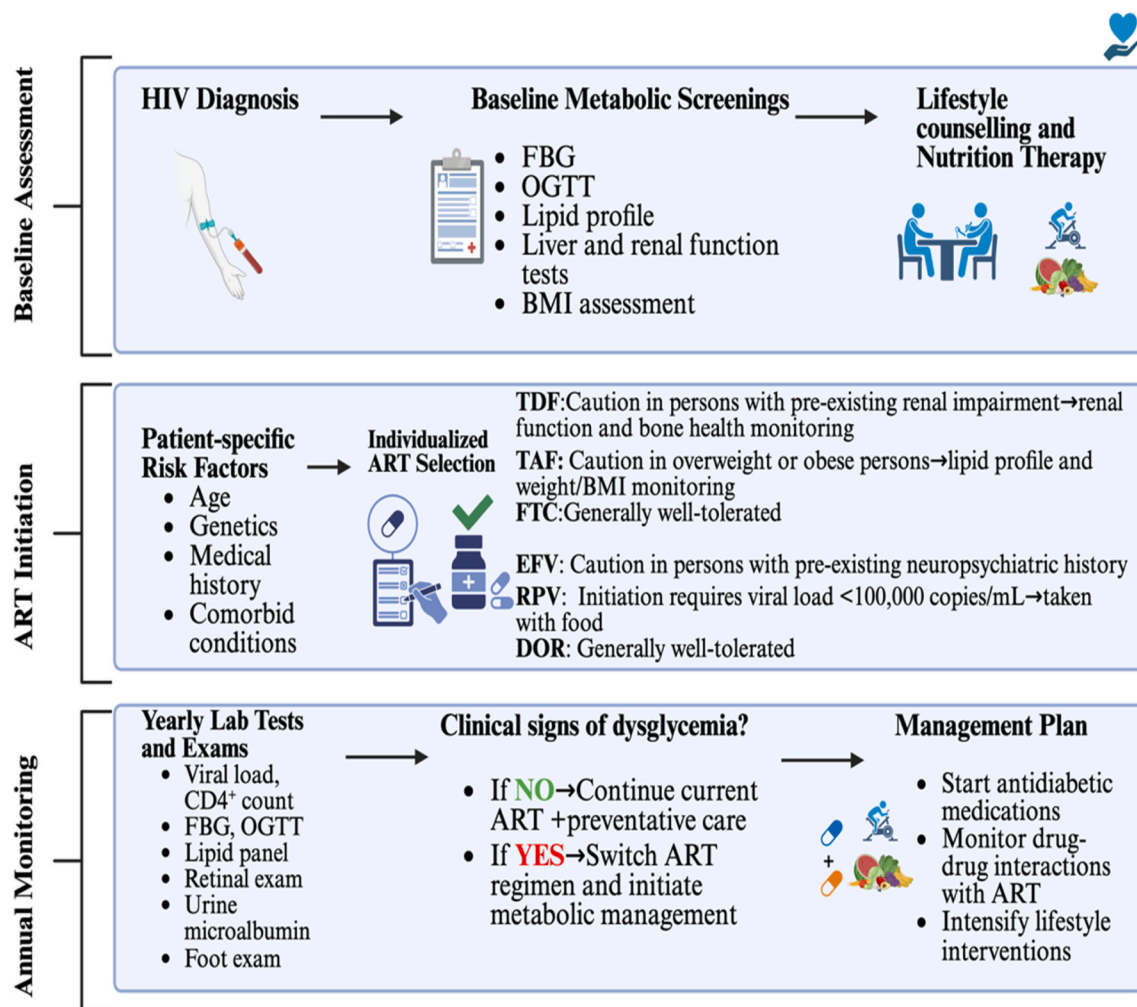 Baseline Assessment
HIV Diagnosis
Baseline Metabolic Screenings
• FBG
• OGTT
• Lipid profile
• Liver and renal function
tests
• BMI assessment
Lifestyle
counselling and
Nutrition Therapy
ART Initiation
Patient-specific
Risk Factors
• Age
• Genetics
• Medical
history
• Comorbid
conditions
Individualized
ART Selection
TDF:Caution in persons with pre-existing renal impairment→renal
function and bone health monitoring
TAF: Caution in overweight or obese persons→lipid profile and
weight/BMI monitoring
FTC:Generally well-tolerated
EFV: Caution in persons with pre-existing neuropsychiatric history
RPV: Initiation requires viral load <100,000 copies/mL→taken
with food
DOR: Generally well-tolerated
Annual Monitoring
Yearly Lab Tests
and Exams
• Viral load,
CD4⁺ count
• FBG, OGTT
• Lipid panel
• Retinal exam
• Urine
microalbumin
• Foot exam
Clinical signs of dysglycemia?
• If NO→Continue current
ART +preventative care
• If YES→Switch ART
regimen and initiate
metabolic management
Management Plan
• Start antidiabetic
medications
• Monitor drug-
drug interactions
with ART
• Intensify lifestyle
interventions
+